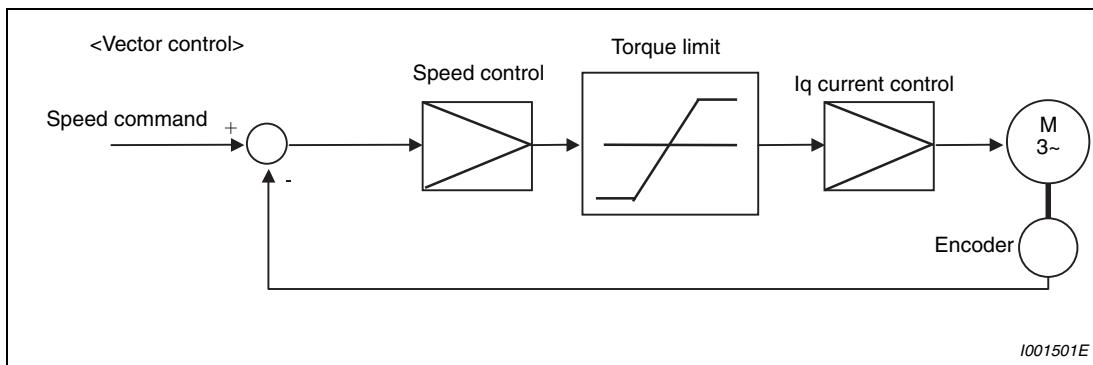 <Vector control>
Torque limit
Speed control
Iq current control
Speed command
+
-
M
3~
Encoder
I001501E